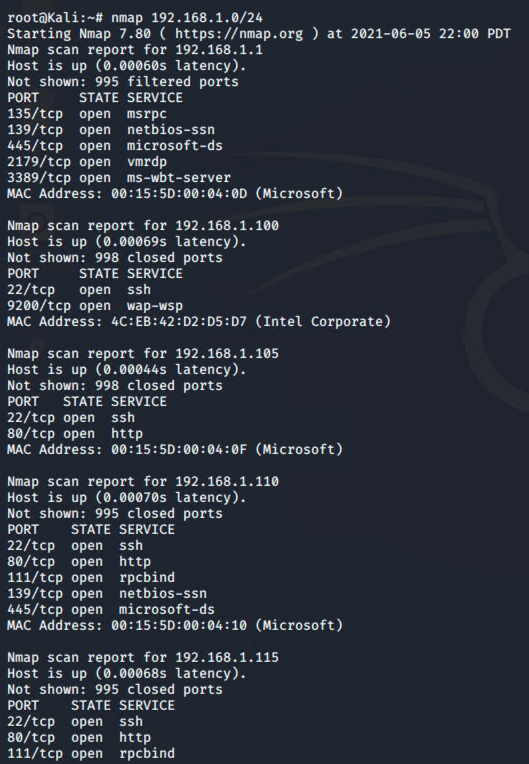 root@Kali:~# nmap 192.168.1.0/24
Starting Nmap 7.80 ( https://nmap.org ) at 2021-06-05 22:00 PDT
Nmap scan report for 192.168.1.1
Host is up (0.00060s latency).
Not shown: 995 filtered ports
PORT     STATE SERVICE
135/tcp  open  msrpc
139/tcp  open  netbios-ssn
445/tcp  open  microsoft-ds
2179/tcp open  vmrdp
3389/tcp open  ms-wbt-server
MAC Address: 00:15:5D:00:04:0D (Microsoft)

Nmap scan report for 192.168.1.100
Host is up (0.00069s latency).
Not shown: 998 closed ports
PORT     STATE SERVICE
22/tcp   open  ssh
9200/tcp open  wap-wsp
MAC Address: 4C:EB:42:D2:D5:D7 (Intel Corporate)

Nmap scan report for 192.168.1.105
Host is up (0.00044s latency).
Not shown: 998 closed ports
PORT   STATE SERVICE
22/tcp open  ssh
80/tcp open  http
MAC Address: 00:15:5D:00:04:0F (Microsoft)

Nmap scan report for 192.168.1.110
Host is up (0.00070s latency).
Not shown: 995 closed ports
PORT    STATE SERVICE
22/tcp  open  ssh
80/tcp  open  http
111/tcp open  rpcbind
139/tcp open  netbios-ssn
445/tcp open  microsoft-ds
MAC Address: 00:15:5D:00:04:10 (Microsoft)

Nmap scan report for 192.168.1.115
Host is up (0.00068s latency).
Not shown: 995 closed ports
PORT    STATE SERVICE
22/tcp  open  ssh
80/tcp  open  http
111/tcp open  rpcbind